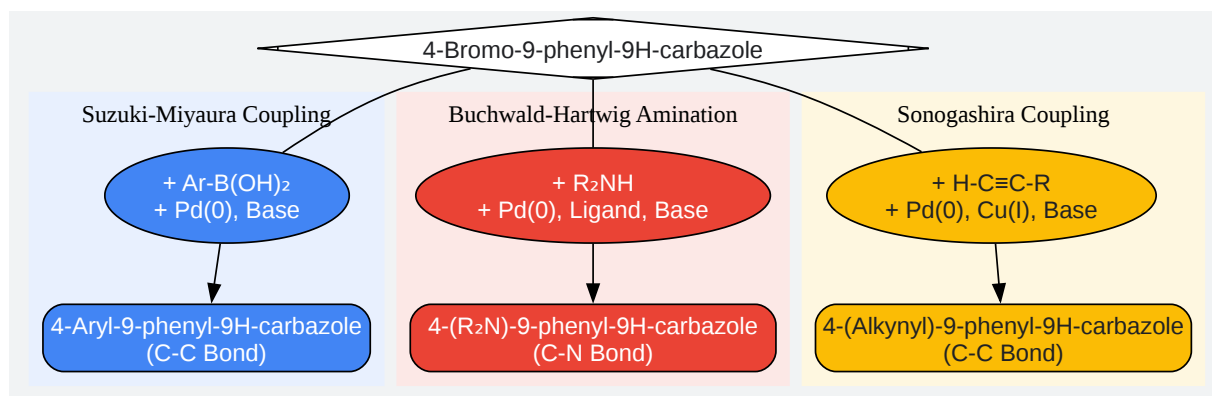 4-Bromo-9-phenyl-9H-carbazole
Suzuki-Miyaura Coupling
+ Ar-B(OH)₂
+ Pd(0), Base
4-Aryl-9-phenyl-9H-carbazole
(C-C Bond)
Buchwald-Hartwig Amination
+ R₂NH
+ Pd(0), Ligand, Base
4-(R₂N)-9-phenyl-9H-carbazole
(C-N Bond)
Sonogashira Coupling
+ H-C≡C-R
+ Pd(0), Cu(I), Base
4-(Alkynyl)-9-phenyl-9H-carbazole
(C-C Bond)